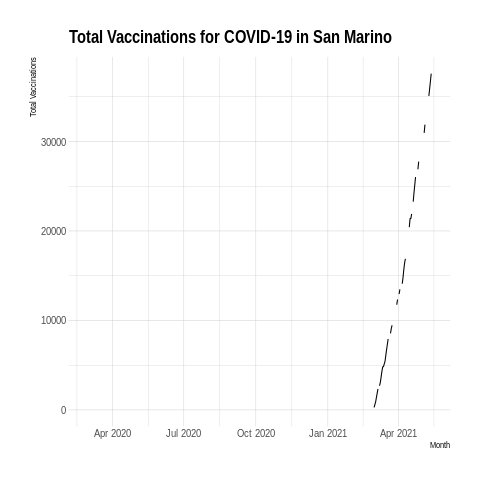 Total Vaccinations for COVID-19 in San Marino
Total Vaccinations
30000
20000
10000
0
Apr 2020
Jul 2020
Oct 2020
Jan 2021
Apr 2021
Month